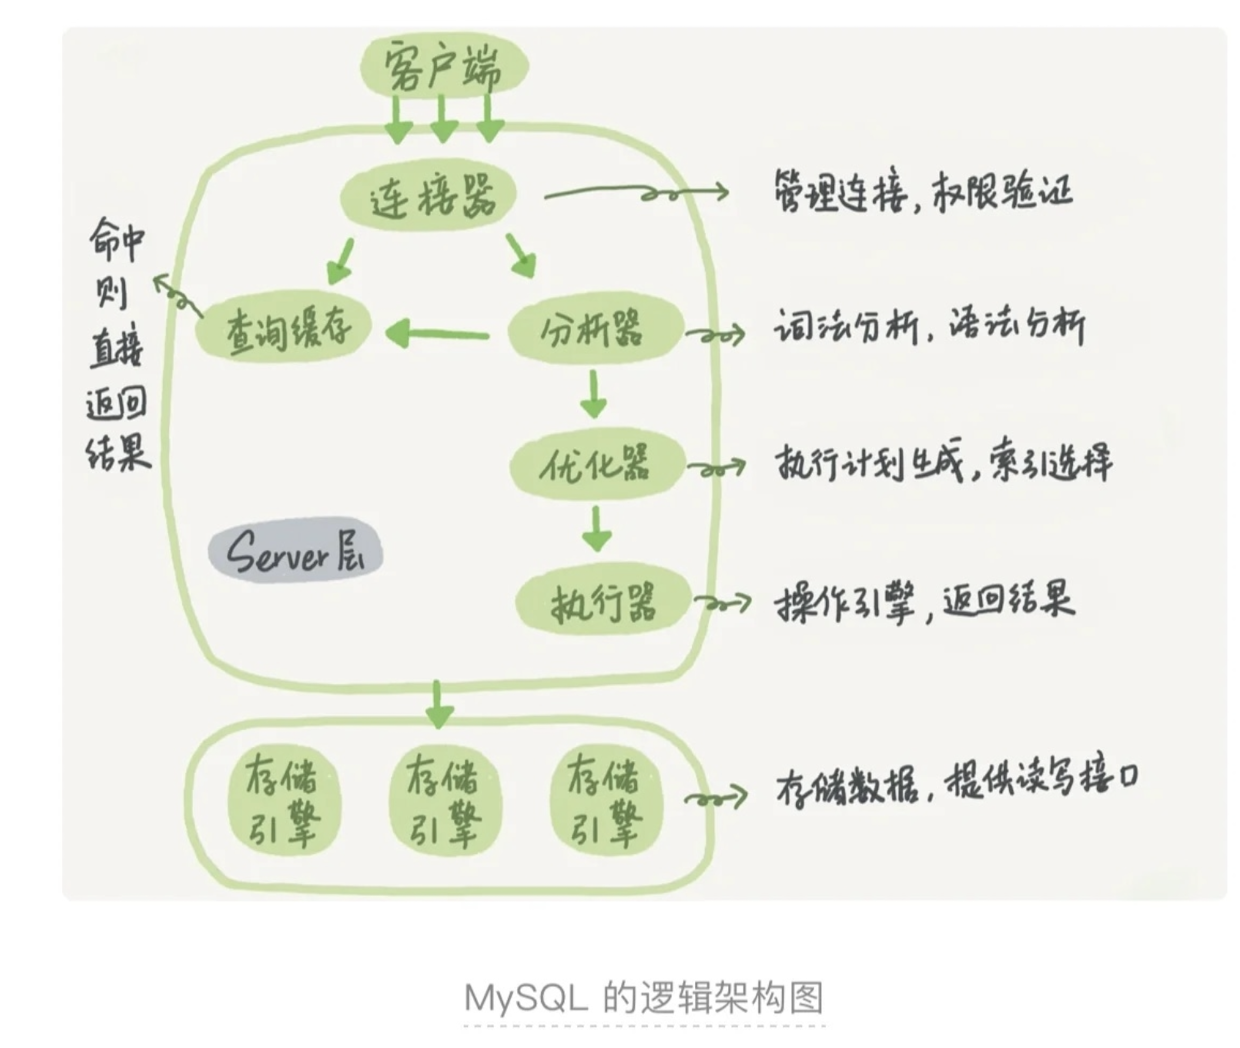 客户端
连接器
管理连接, 权限验证
命中
则
直接
返回
结果
查询缓存
分析器
词法分析, 语法分析
优化器
执行计划生成, 索引选择
Server层
执行器
操作引擎, 返回结果
存储
引擎
存储
引擎
存储
引擎
存储数据, 提供读写接口
MySQL 的逻辑架构图